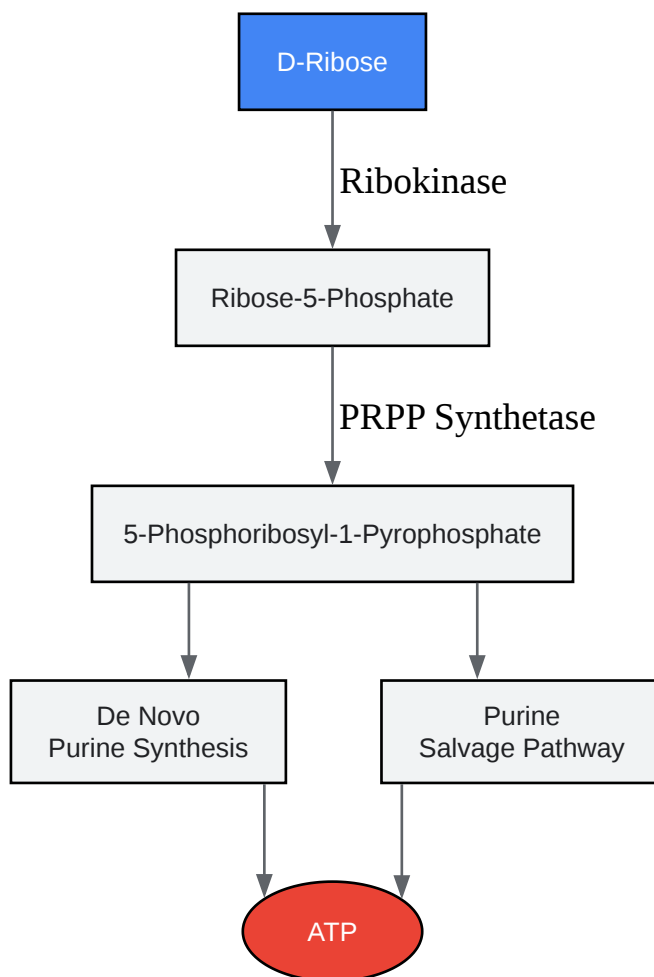 D-Ribose
Ribokinase
Ribose-5-Phosphate
PRPP Synthetase
5-Phosphoribosyl-1-Pyrophosphate
De Novo
Purine Synthesis
Purine
Salvage Pathway
ATP